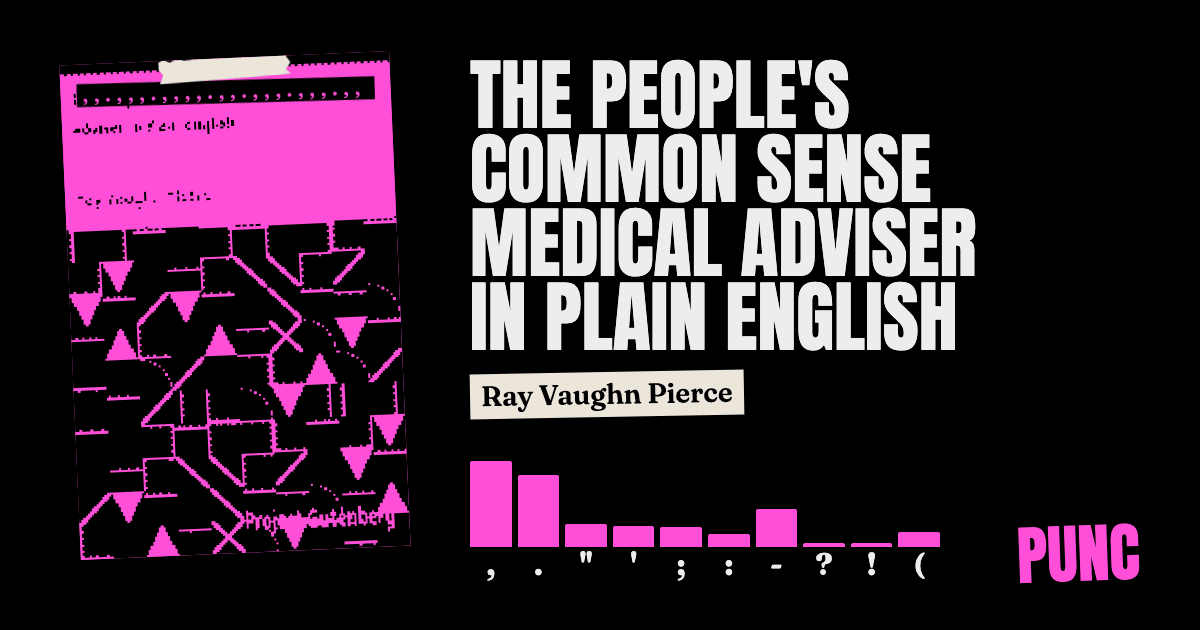 THE PEOPLE'S
COMMON SENSE
MEDICAL ADVISER
IN PLAIN ENGLISH
Ray Vaughn Pierce
Project Gutenberg
, . " ' ; : - ? ! (
PUNC